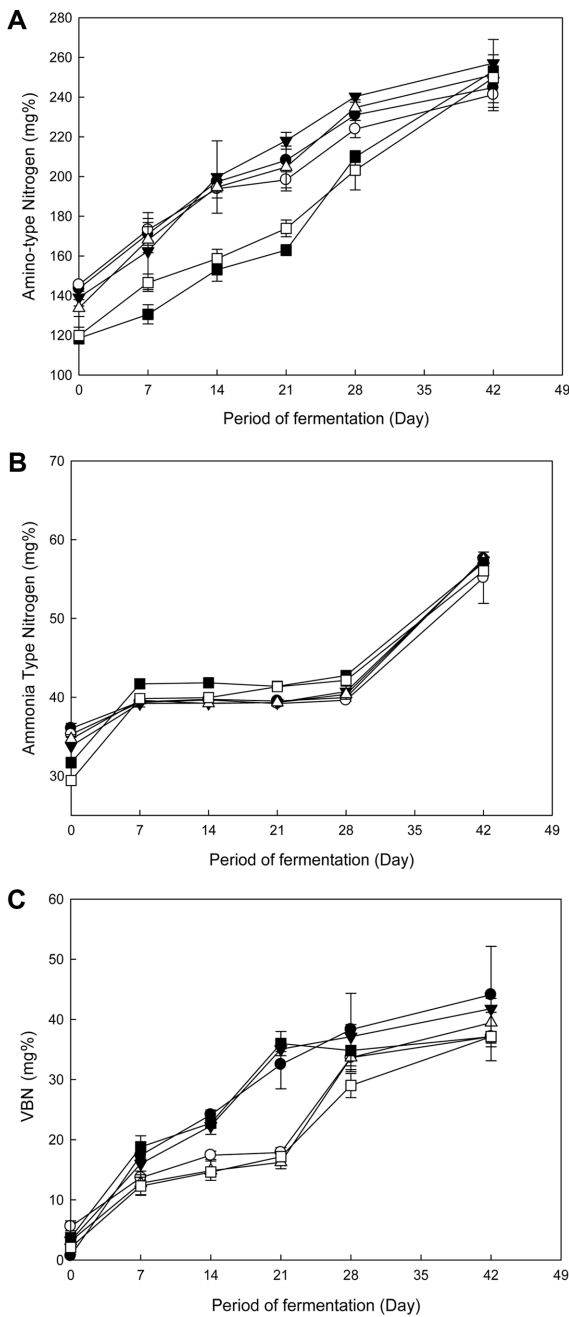 A
280
260
240
220
200
180
160
140
120
100
Amino-type Nitrogen (mg%)
0 7 14 21 28 35 42 49
Period of fermentation (Day)
B
70
60
50
40
30
Ammonia Type Nitrogen (mg%)
0 7 14 21 28 35 42 49
Period of fermentation (Day)
C
60
50
40
30
20
10
0
VBN (mg%)
0 7 14 21 28 35 42 49
Period of fermentation (Day)